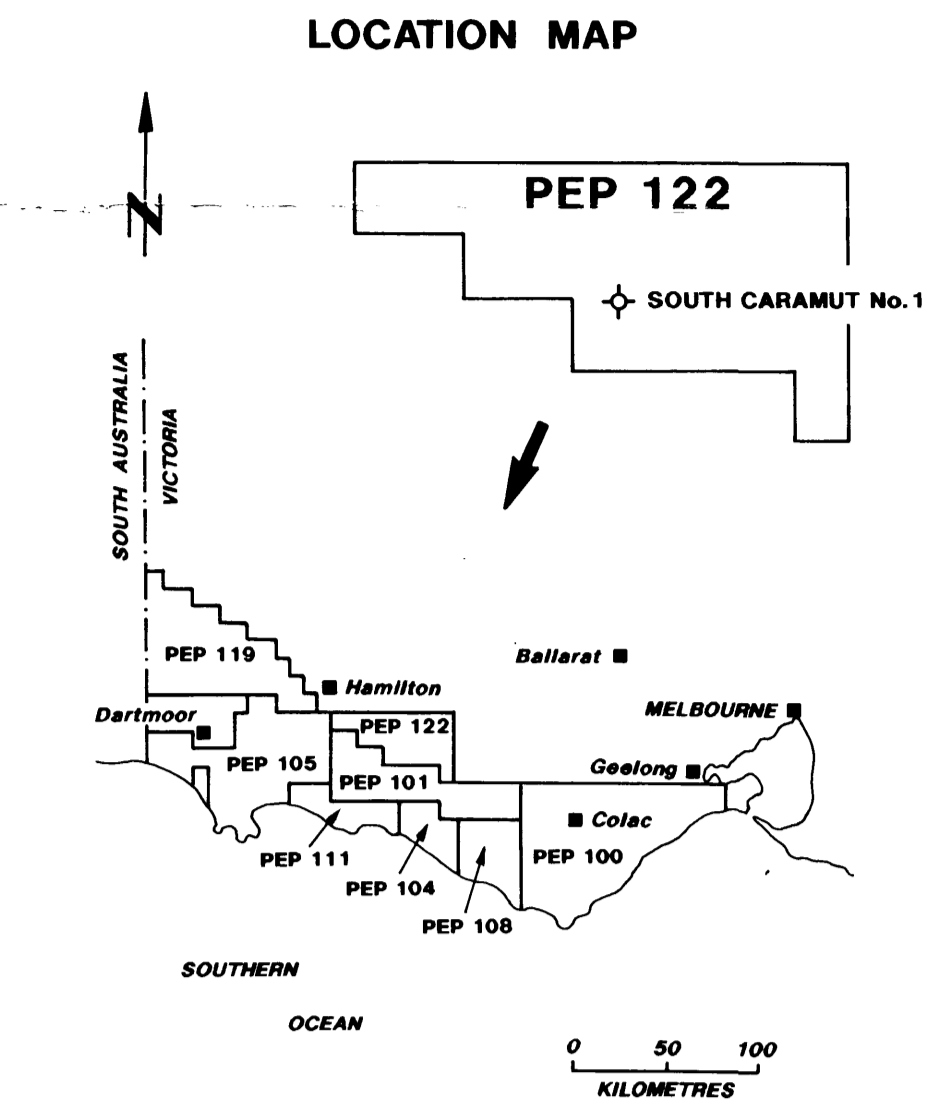 LOCATION MAP
N
PEP 122
SOUTH CARAMUT No. 1
SOUTH AUSTRALIA
VICTORIA
PEP 119
Ballarat
Hamilton
Dartmoor
MELBOURNE
PEP 122
PEP 105
PEP 101
Geelong
Colac
PEP 111
PEP 100
PEP 104
PEP 108
SOUTHERN
OCEAN
0 50 100
KILOMETRES